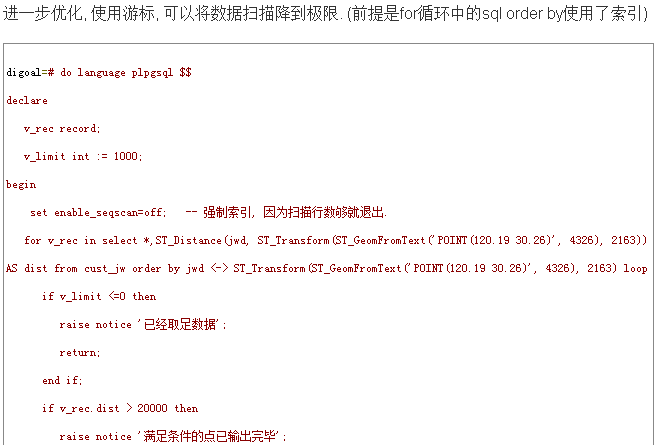 进一步优化, 使用游标, 可以将数据扫描降到极限. (前提是for循环中的sql order by使用了索引)
digoal=# do language plpgsql $$
declare
v_rec record;
v_limit int := 1000;
begin
set enable_seqscan=off;   -- 强制索引, 因为扫描行数够就退出.
for v_rec in select *,ST_Distance(jwd, ST_Transform(ST_GeomFromText('POINT(120.19 30.26)', 4326), 2163))
AS dist from cust_jw order by jwd <-> ST_Transform(ST_GeomFromText('POINT(120.19 30.26)', 4326), 2163) loop
if v_limit <=0 then
raise notice '已经取足数据';
return;
end if;
if v_rec.dist > 20000 then
raise notice '满足条件的点已输出完毕';